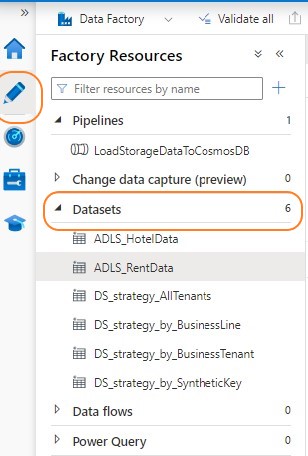 Data Factory
Validate all
Factory Resources
Filter resources by name
Pipelines 1
LoadStorageDataToCosmosDB
Change data capture (preview) 0
Datasets 6
ADLS_HotelData
ADLS_RentData
DS_strategy_AllTenants
DS_strategy_by_BusinessLine
DS_strategy_by_BusinessTenant
DS_strategy_by_SyntheticKey
Data flows 0
Power Query 0